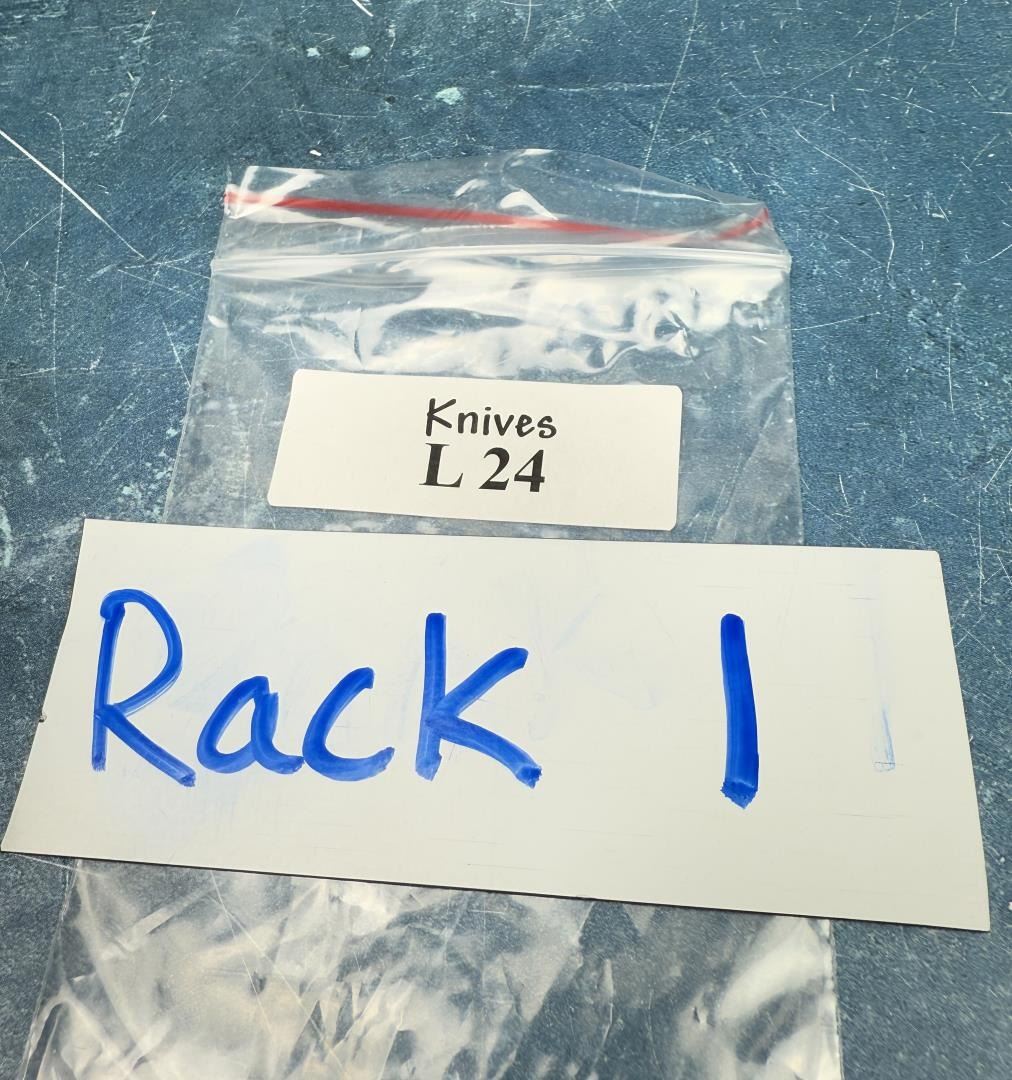 Knives
L 24
Rack 1